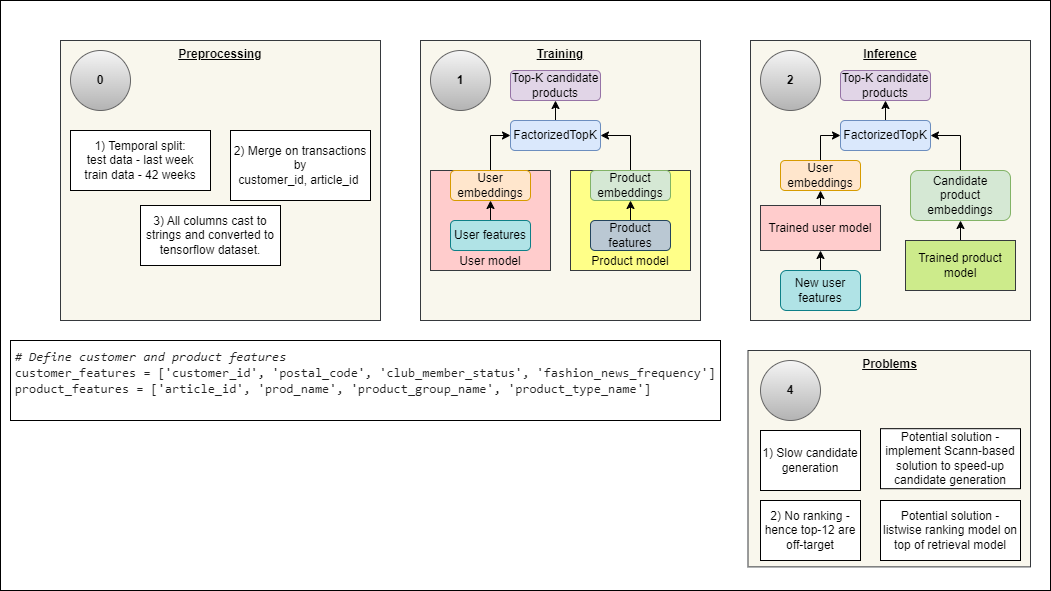 Preprocessing
0
1) Temporal split:
test data - last week
train data - 42 weeks
2) Merge on transactions
by
customer_id, article_id
3) All columns cast to
strings and converted to
tensorflow dataset.
Training
1
Top-K candidate
products
FactorizedTopK
User
embeddings
User features
User model
Product
embeddings
Product
features
Product model
Inference
2
Top-K candidate
products
FactorizedTopK
User
embeddings
Trained user model
New user
features
Candidate
product
embeddings
Trained product
model
# Define customer and product features
customer_features = ['customer_id', 'postal_code', 'club_member_status', 'fashion_news_frequency']
product_features = ['article_id', 'prod_name', 'product_group_name', 'product_type_name']
Problems
4
1) Slow candidate
generation
Potential solution -
implement Scann-based
solution to speed-up
candidate generation
2) No ranking -
hence top-12 are
off-target
Potential solution -
listwise ranking model on
top of retrieval model